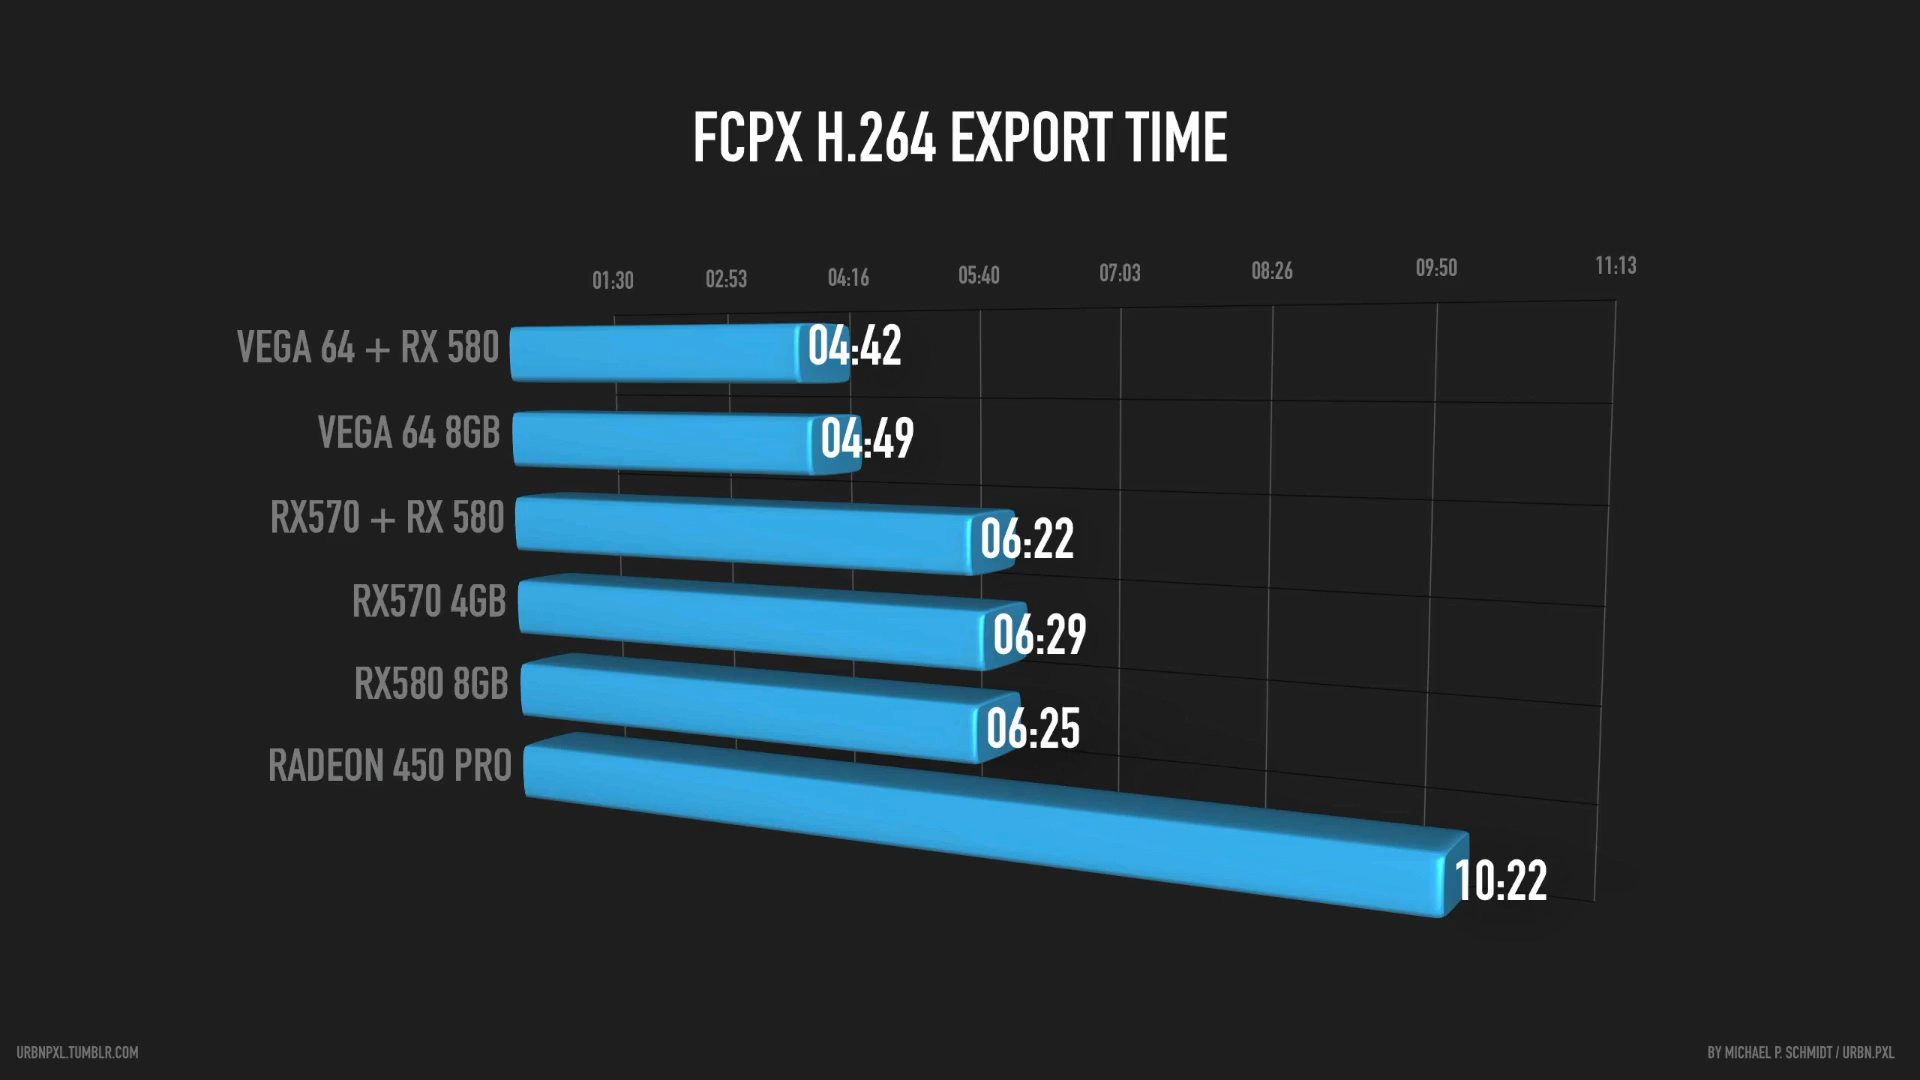 FCPX H.264 EXPORT TIME
01:30 02:53 04:16 05:40 07:03 08:26 09:50 11:13
VEGA 64 + RX 580 04:42
VEGA 64 8GB 04:49
RX570 + RX 580 06:22
RX570 4GB 06:29
RX580 8GB 06:25
RADEON 450 PRO 10:22
URBNPXL.TUMBLR.COM
BY MICHAEL P. SCHMIDT / URBN.PXL